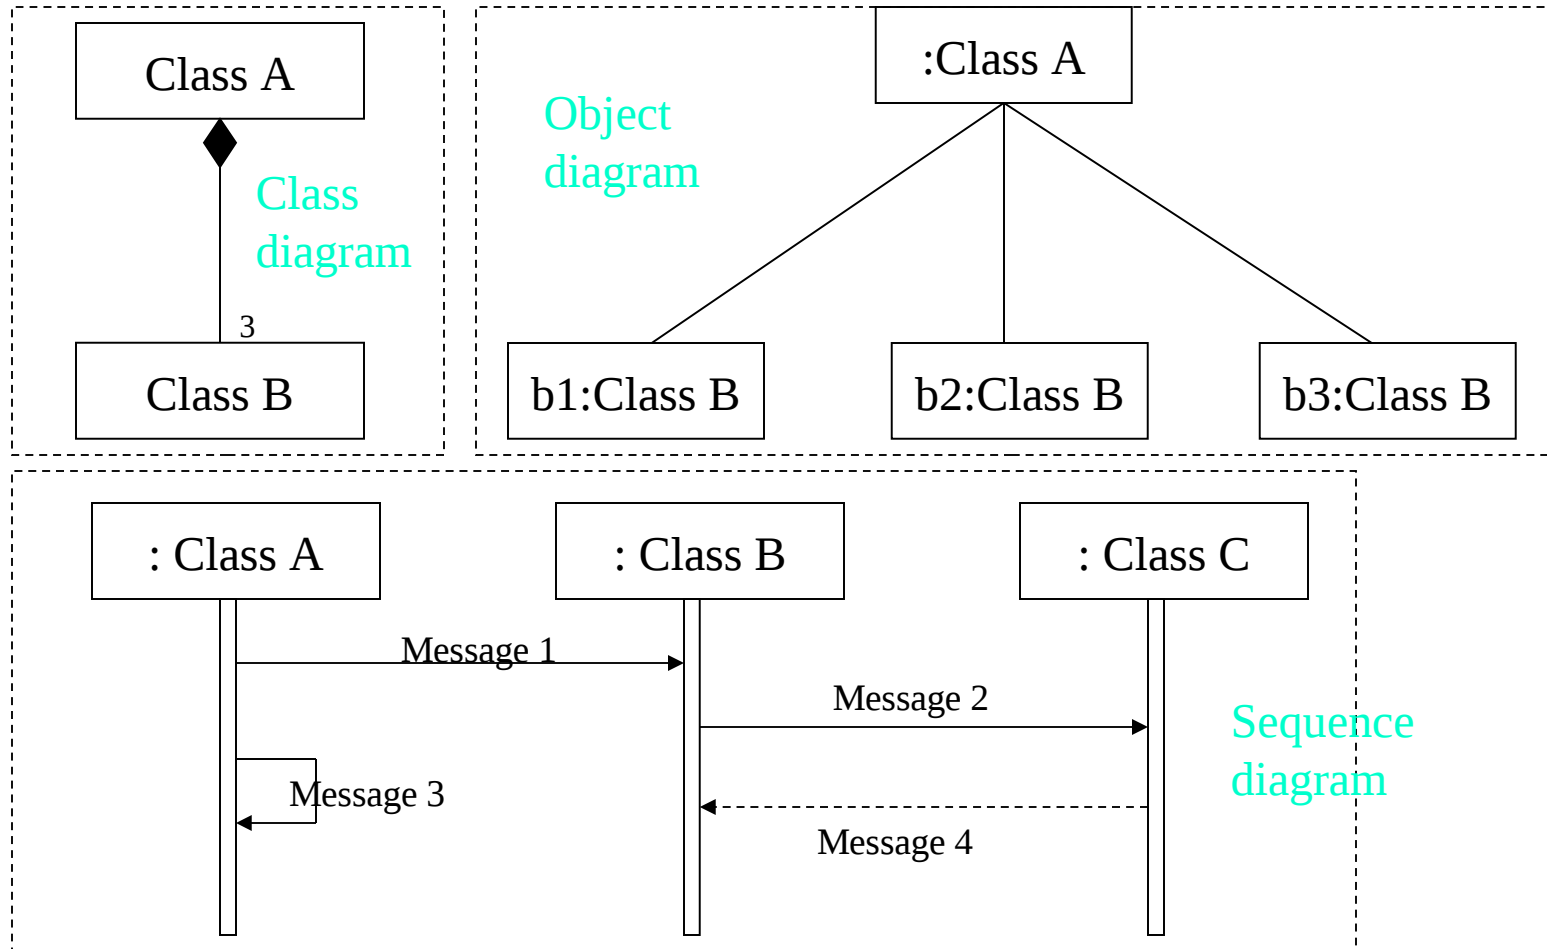 Class A
Class
diagram
3
Class B
:Class A
Object
diagram
b1:Class B
b2:Class B
b3:Class B
: Class A
: Class B
: Class C
Message 1
Message 2
Message 3
Message 4
Sequence
diagram